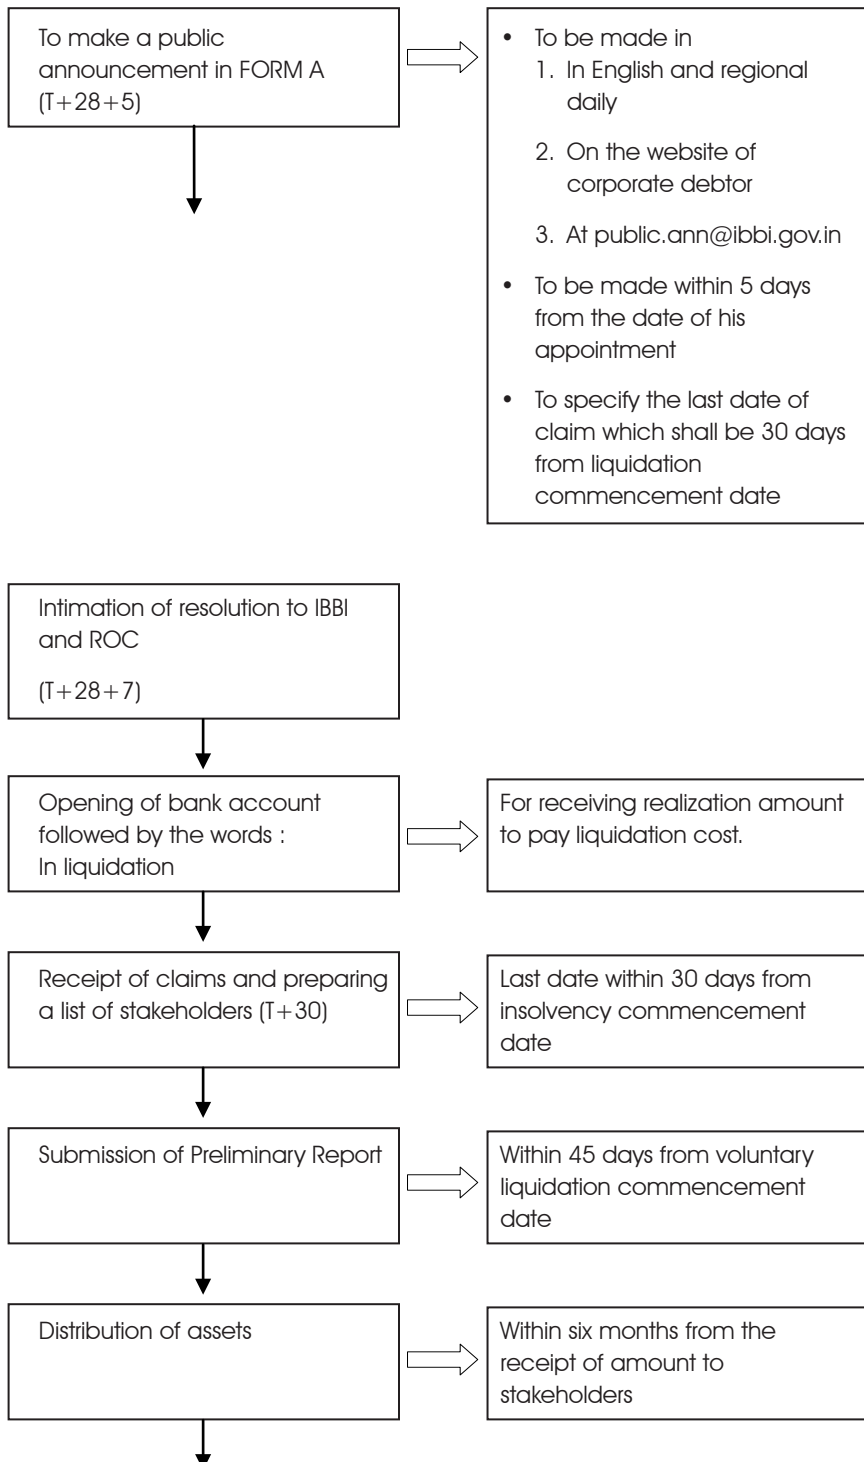 To make a public
announcement in FORM A
(T+28+5)
• To be made in
1. In English and regional
daily
2. On the website of
corporate debtor
3. At public.ann@ibbi.gov.in
• To be made within 5 days
from the date of his
appointment
• To specify the last date of
claim which shall be 30 days
from liquidation
commencement date
Intimation of resolution to IBBI
and ROC
(T+28+7)
Opening of bank account
followed by the words :
In liquidation
For receiving realization amount
to pay liquidation cost.
Receipt of claims and preparing
a list of stakeholders (T+30)
Last date within 30 days from
insolvency commencement
date
Submission of Preliminary Report
Within 45 days from voluntary
liquidation commencement
date
Distribution of assets
Within six months from the
receipt of amount to
stakeholders